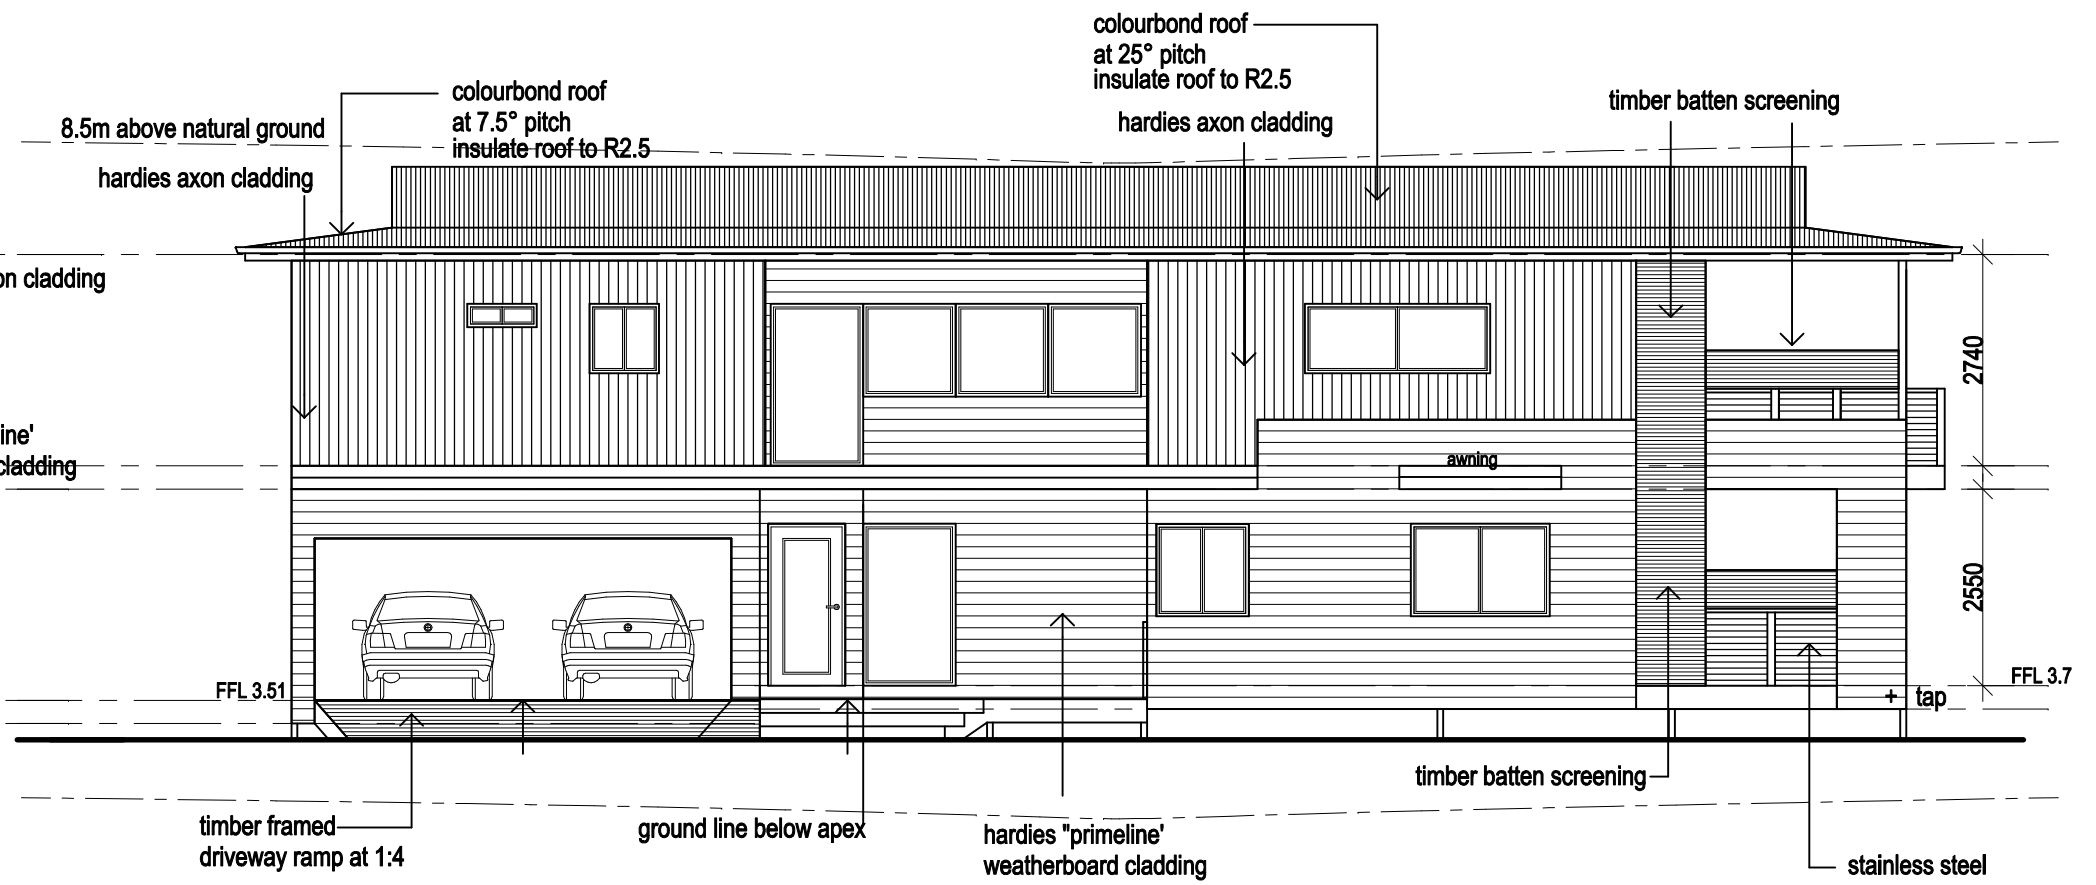 colourbond roof
at 25° pitch
insulate roof to R2.5
colourbond roof
at 7.5° pitch
insulate roof to R2.5
timber batten screening
8.5m above natural ground
hardies axon cladding
hardies axon cladding
on cladding
2740
ine'
cladding
awning
2550
FFL 3.51
FFL 3.7
+ tap
timber batten screening
timber framed
driveway ramp at 1:4
ground line below apex
hardies "primeline'
weatherboard cladding
stainless steel